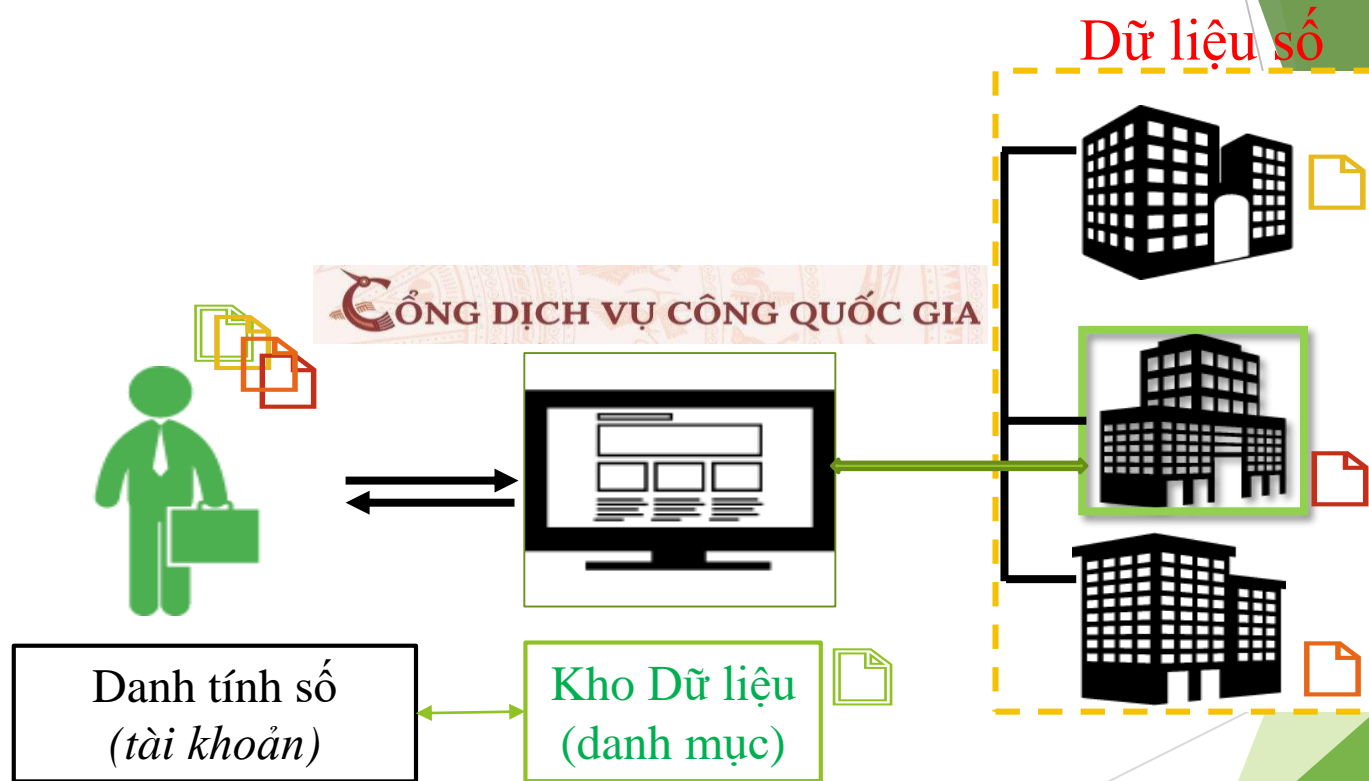 Dữ liệu số
CỔNG DỊCH VỤ CÔNG QUỐC GIA
Danh tính số
(tài khoản)
Kho Dữ liệu
(danh mục)